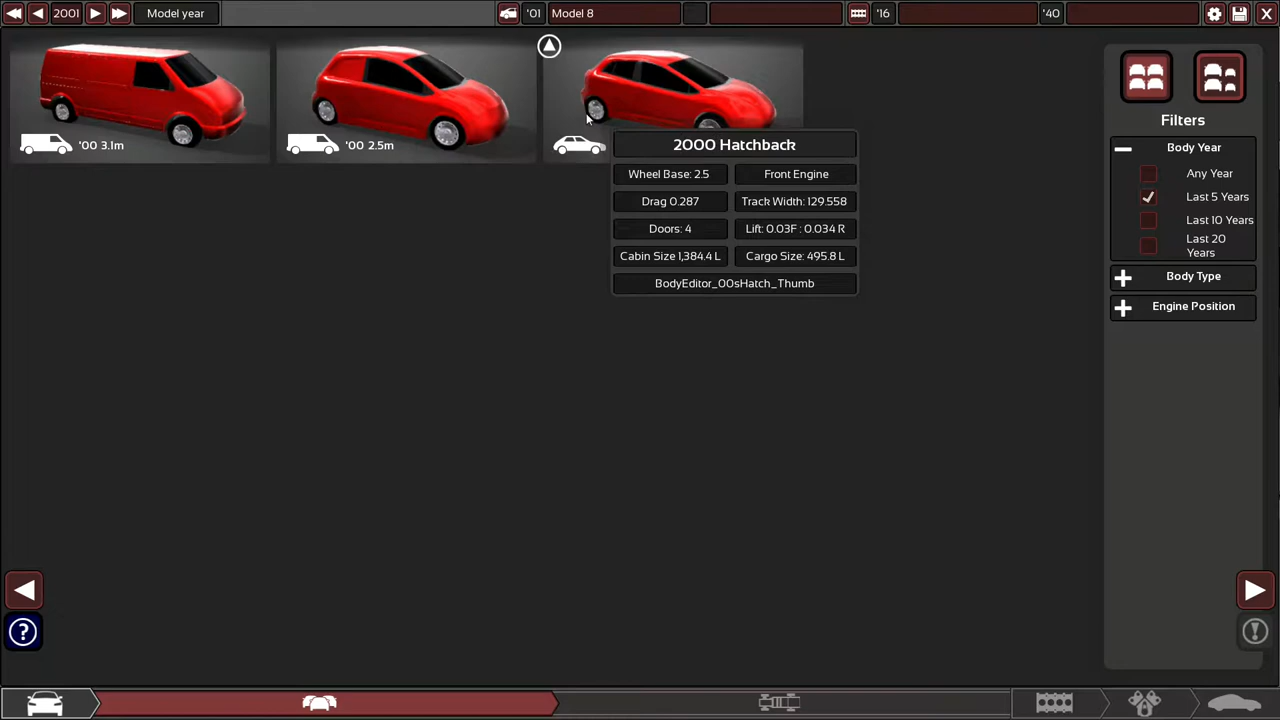 2001 Model year '01 Model 8 '16 '40
'00 3.1m
'00 2.5m
2000 Hatchback
Wheel Base: 2.5 Front Engine
Drag 0.287 Track Width: 129.558
Doors: 4 Lift: 0.03F : 0.034 R
Cabin Size 1,384.4 L Cargo Size: 495.8 L
BodyEditor_00sHatch_Thumb
Filters
Body Year
Any Year
Last 5 Years
Last 10 Years
Last 20
Years
Body Type
Engine Position
?